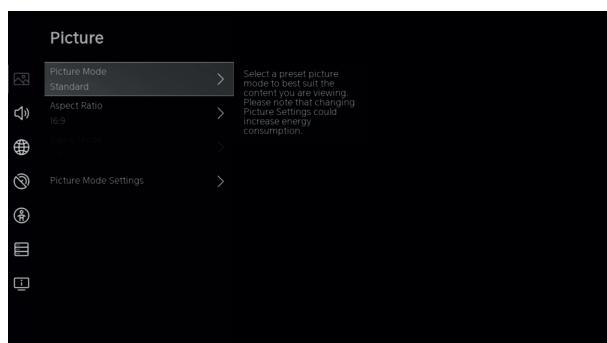 Picture
Picture Mode
Standard
Aspect Ratio
16:9
Picture Mode Settings
Select a preset picture
mode to best suit the
content you are viewing.
Please note that changing
Picture Settings could
increase energy
consumption.